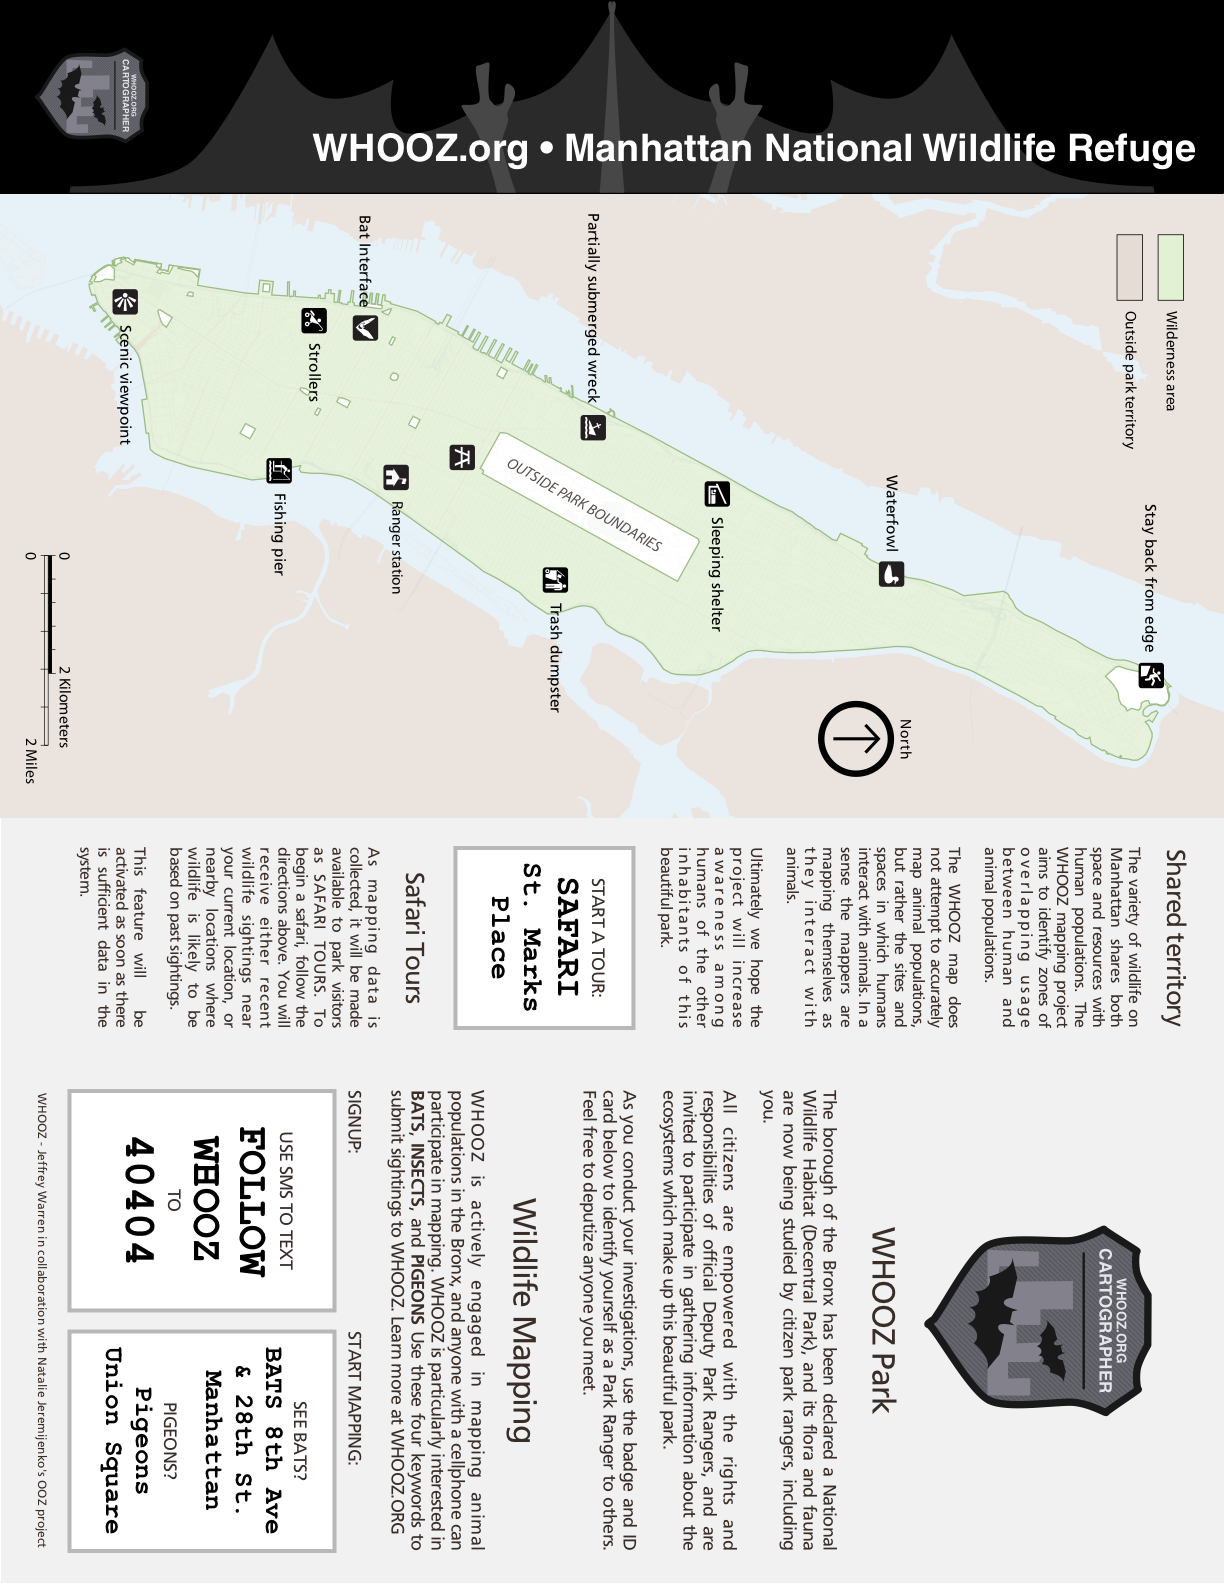 WHOOZ.ORG
CARTOGRAPHER
WHOOZ.org • Manhattan National Wildlife Refuge
Wilderness area
Outside park territory
Stay back from edge
Waterfowl
Sleeping shelter
Partially submerged wreck
OUTSIDE PARK BOUNDARIES
Trash dumpster
Ranger station
Bat Interface
Strollers
Fishing pier
Scenic viewpoint
North
0
2 Kilometers
0
2 Miles
Shared territory
The variety of wildlife on
Manhattan shares both
space and resources with
human populations. The
WHOOZ mapping project
aims to identify zones of
overlapping usage
between human and
animal populations.
The WHOOZ map does
not attempt to accurately
map animal populations,
but rather the sites and
spaces in which humans
interact with animals. In a
sense the mappers are
mapping themselves as
they interact with
animals.
Ultimately we hope the
project will increase
awareness among
humans of the other
inhabitants of this
beautiful park.
START A TOUR:
SAFARI
St. Marks
Place
Safari Tours
As mapping data is
collected, it will be made
available to park visitors
as SAFARI TOURS. To
begin a safari, follow the
directions above. You will
receive either recent
wildlife sightings near
your current location, or
nearby locations where
wildlife is likely to be
based on past sightings.
This feature will be
activated as soon as there
is sufficient data in the
system.
WHOOZ.ORG
CARTOGRAPHER
WHOOZ Park
The borough of the Bronx has been declared a National
Wildlife Habitat (Decentral Park), and its flora and fauna
are now being studied by citizen park rangers, including
you.
All citizens are empowered with the rights and
responsibilities of official Deputy Park Rangers, and are
invited to participate in gathering information about the
ecosystems which make up this beautiful park.
As you conduct your investigations, use the badge and ID
card below to identify yourself as a Park Ranger to others.
Feel free to deputize anyone you meet.
Wildlife Mapping
WHOOZ is actively engaged in mapping animal
populations in the Bronx, and anyone with a cellphone can
participate in mapping. WHOOZ is particularly interested in
BATS, INSECTS, and PIGEONS Use these four keywords to
submit sightings to WHOOZ. Learn more at WHOOZ.ORG
SIGNUP:
USE SMS TO TEXT
FOLLOW
WHOOZ
TO
40404
START MAPPING:
SEE BATS?
BATS 8th Ave
& 28th St.
Manhattan
PIGEONS?
Pigeons
Union Square
WHOOZ - Jeffrey Warren in collaboration with Natalie Jeremijenko's OOZ project